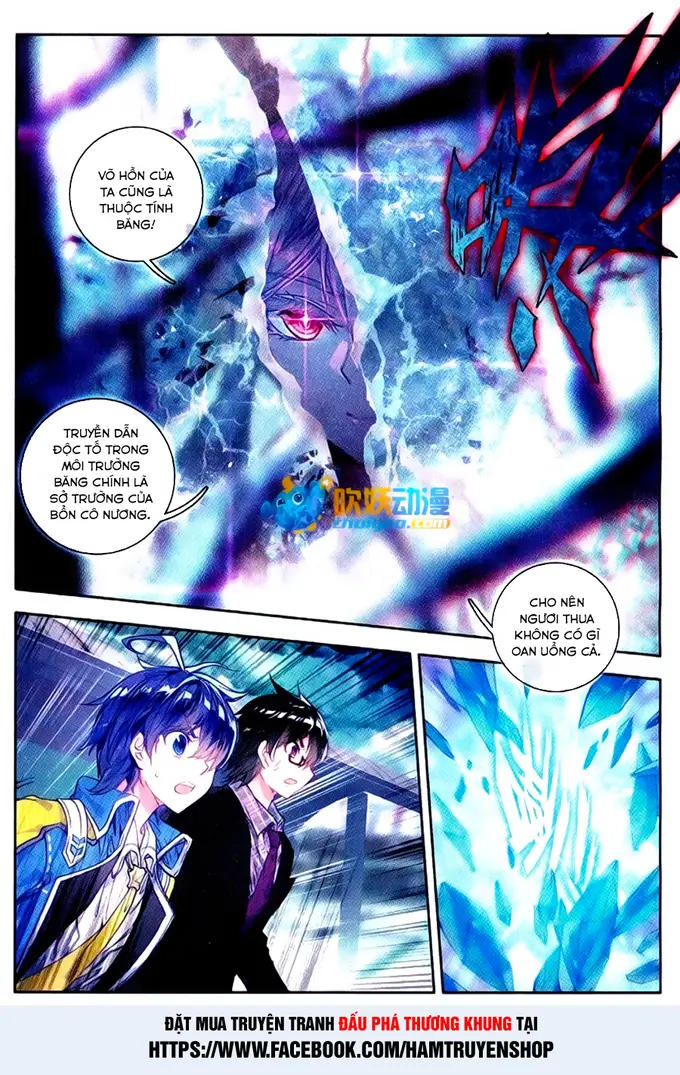 VÕ HỒN CỦA
TA CŨNG LÀ
THUỘC TÍNH
BĂNG!
TRUYỀN DẪN
ĐỘC TỐ TRONG
MÔI TRƯỜNG
BĂNG CHÍNH LÀ
SỞ TRƯỜNG CỦA
BỔN CÔ NƯƠNG.
吹妖动漫
CHO NÊN
NGƯƠI THUA
KHÔNG CÓ GÌ
OAN UỔNG CẢ.
ĐẶT MUA TRUYỆN TRANH ĐẤU PHÁ THƯƠNG KHUNG TẠI
HTTPS://WWW.FACEBOOK.COM/HAMTRUYENSHOP